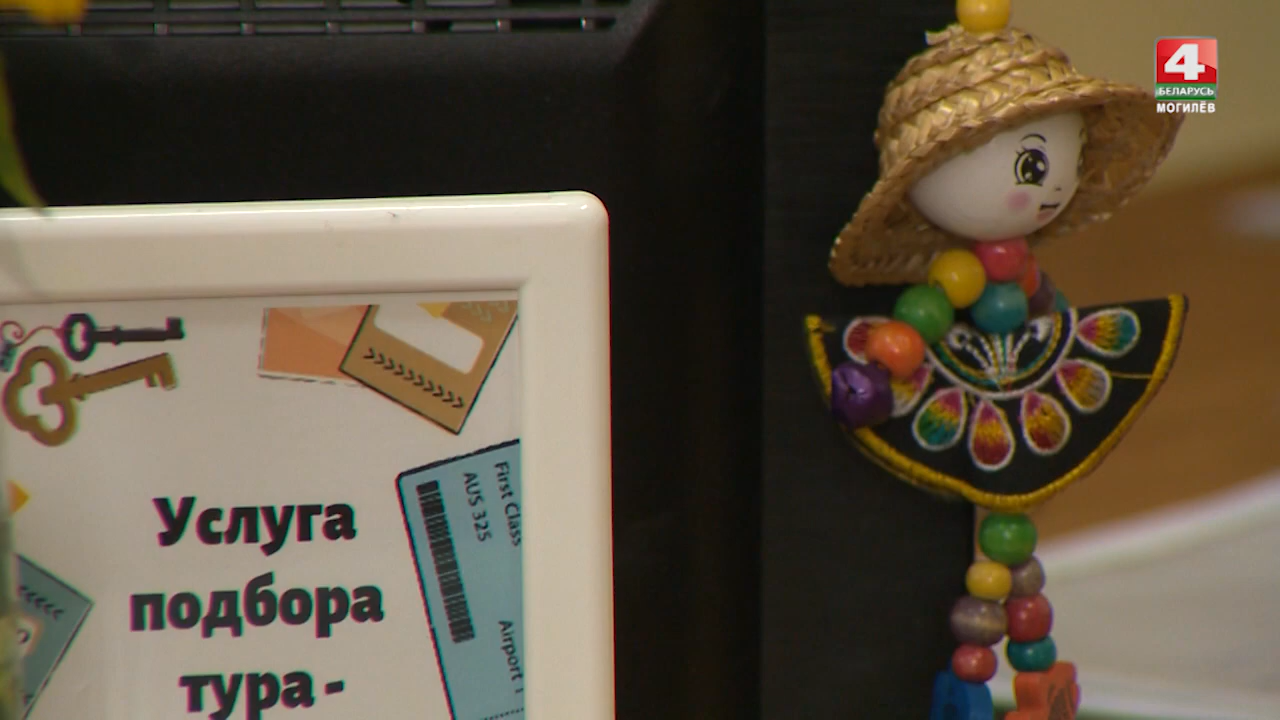 4
БЕЛАРУСЬ
МОГИЛЁВ
First Class
AUS 325
Airport
Услуга
подбора
тура -